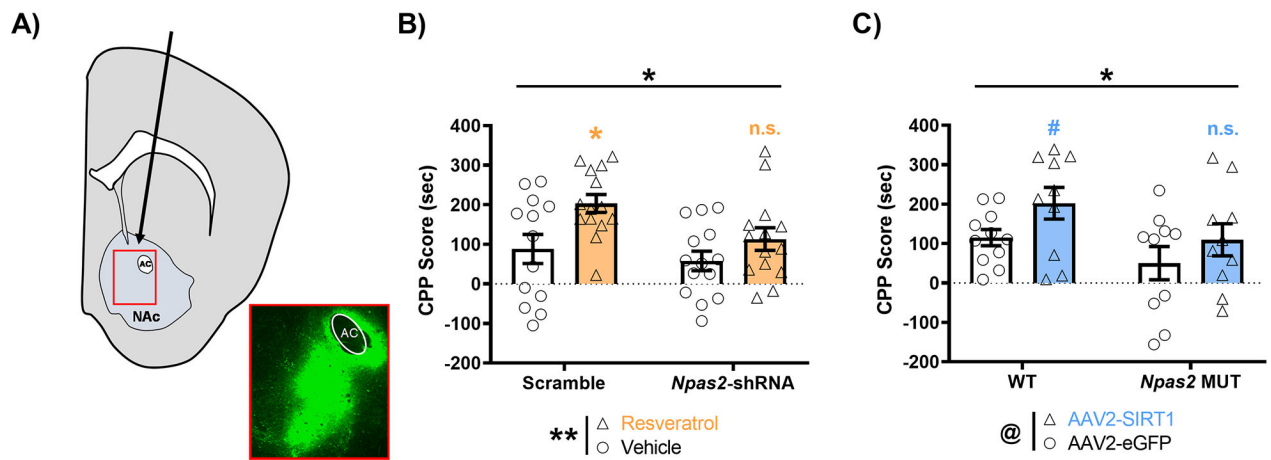 A)
AC
NAc
AC
B)
*
*
n.s.
CPP Score (sec)
400
300
200
100
0
-100
-200
Scramble
Npas2-shRNA
**
Resveratrol
Vehicle
C)
*
#
n.s.
CPP Score (sec)
400
300
200
100
0
-100
-200
WT
Npas2 MUT
@
AAV2-SIRT1
AAV2-eGFP